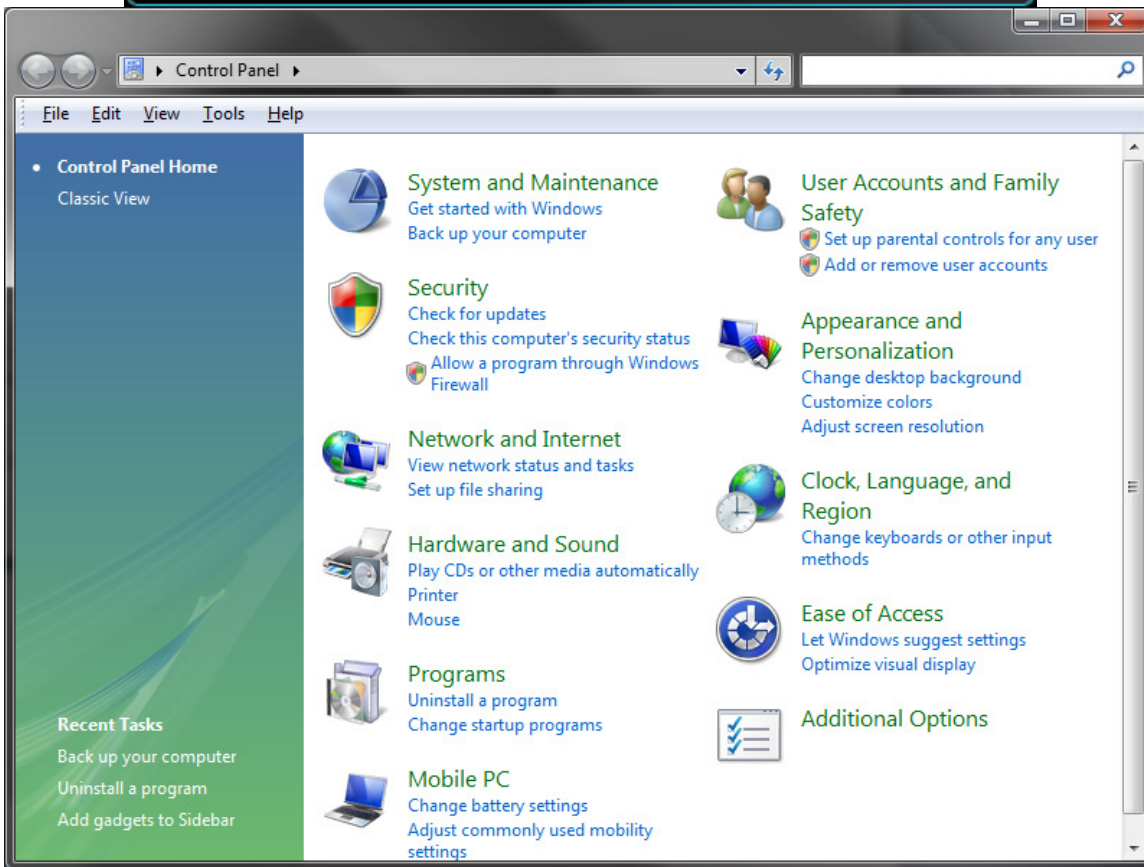 Control Panel
File Edit View Tools Help
Control Panel Home
Classic View
Recent Tasks
Back up your computer
Uninstall a program
Add gadgets to Sidebar
System and Maintenance
Get started with Windows
Back up your computer
Security
Check for updates
Check this computer's security status
Allow a program through Windows
Firewall
Network and Internet
View network status and tasks
Set up file sharing
Hardware and Sound
Play CDs or other media automatically
Printer
Mouse
Programs
Uninstall a program
Change startup programs
Mobile PC
Change battery settings
Adjust commonly used mobility
settings
User Accounts and Family
Safety
Set up parental controls for any user
Add or remove user accounts
Appearance and
Personalization
Change desktop background
Customize colors
Adjust screen resolution
Clock, Language, and
Region
Change keyboards or other input
methods
Ease of Access
Let Windows suggest settings
Optimize visual display
Additional Options